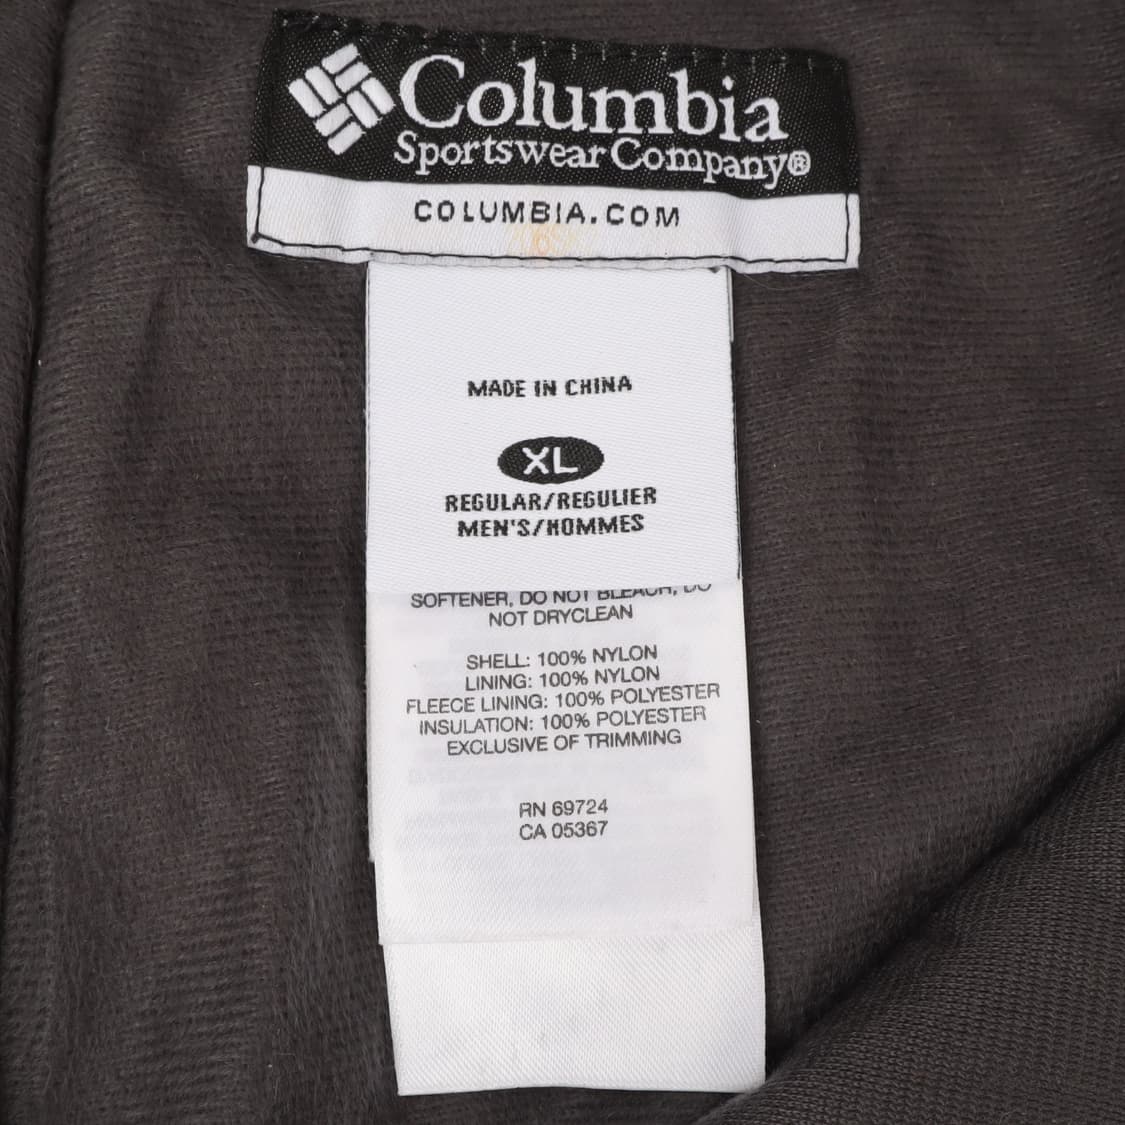 Columbia
Sportswear Company®
COLUMBIA.COM
MADE IN CHINA
XL
REGULAR/REGULIER
MEN'S/HOMMES
SOFTENER, DO NOT BLEACH, DO
NOT DRYCLEAN
SHELL: 100% NYLON
LINING: 100% NYLON
FLEECE LINING: 100% POLYESTER
INSULATION: 100% POLYESTER
EXCLUSIVE OF TRIMMING
RN 69724
CA 05367